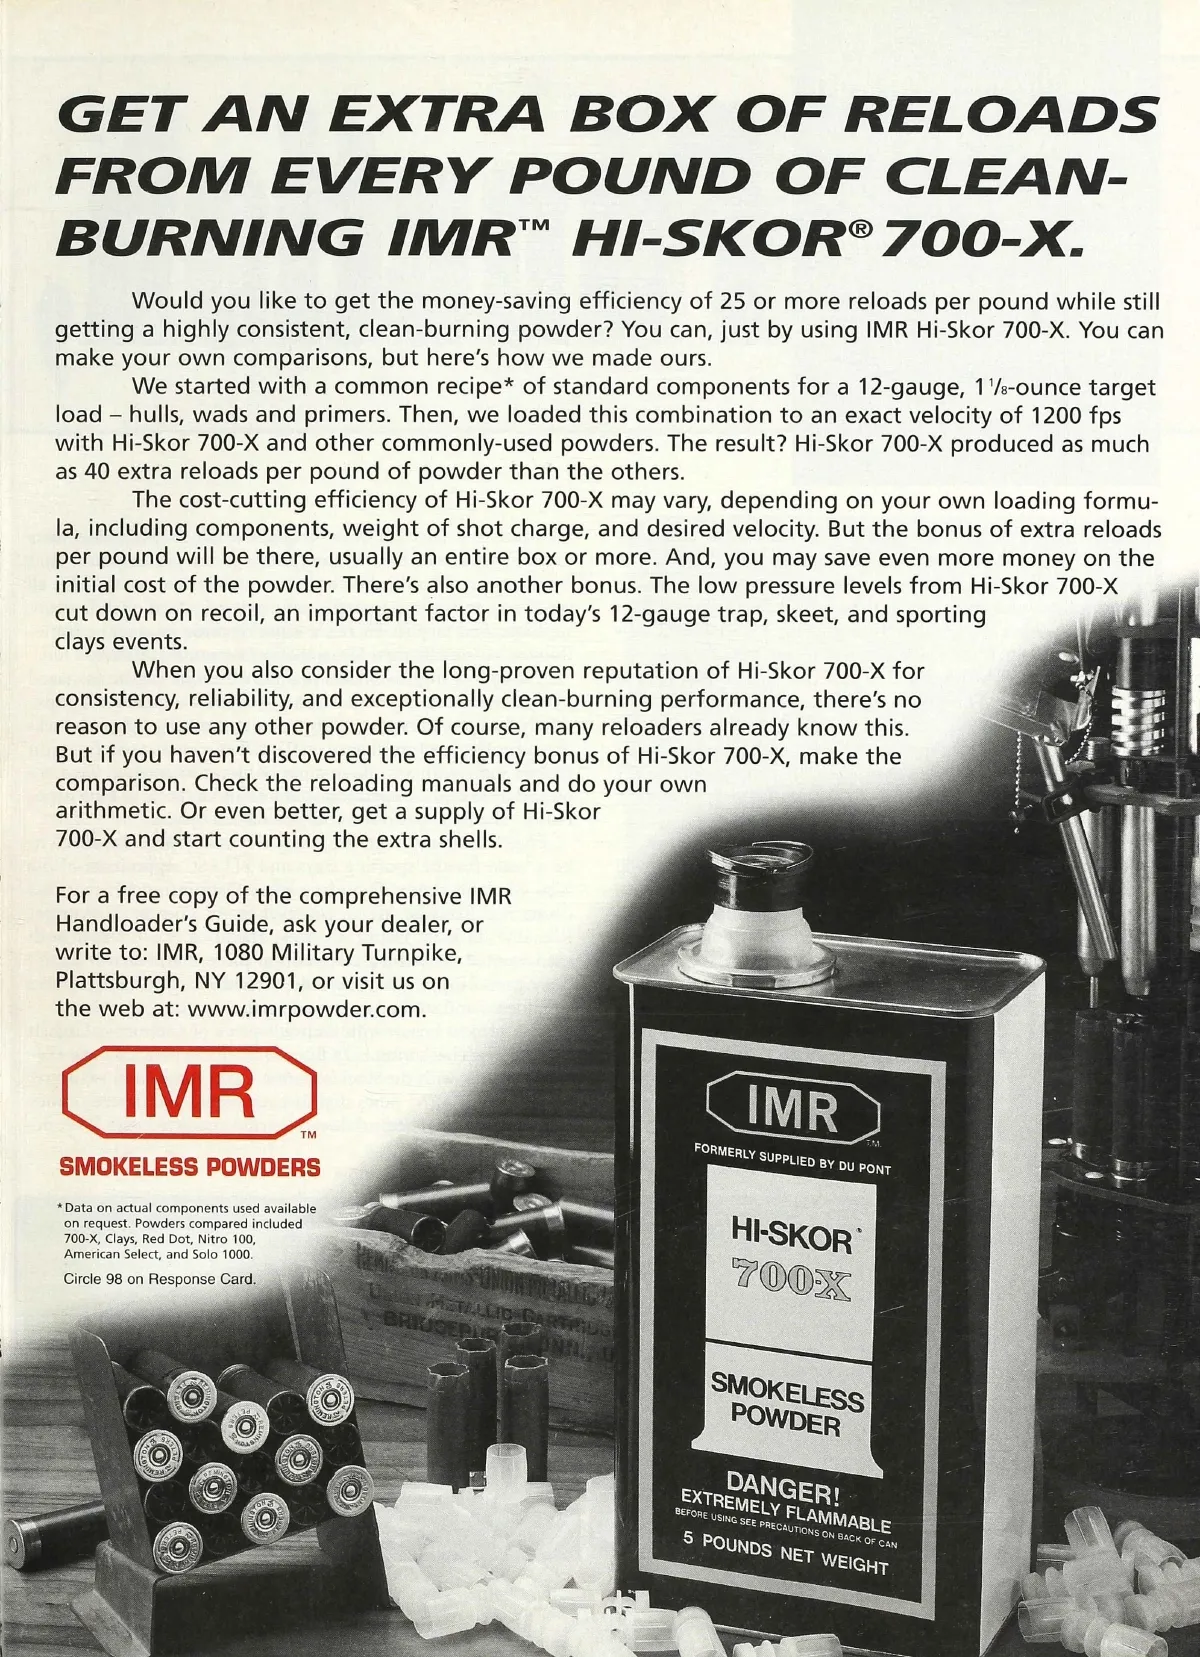 GET AN EXTRA BOX OF RELOADS
FROM EVERY POUND OF CLEAN-
BURNING IMR™ HI-SKOR® 700-X.
Would you like to get the money-saving efficiency of 25 or more reloads per pound while still
getting a highly consistent, clean-burning powder? You can, just by using IMR Hi-Skor 700-X. You can
make your own comparisons, but here's how we made ours.
We started with a common recipe* of standard components for a 12-gauge, 1 1/8-ounce target
load – hulls, wads and primers. Then, we loaded this combination to an exact velocity of 1200 fps
with Hi-Skor 700-X and other commonly-used powders. The result? Hi-Skor 700-X produced as much
as 40 extra reloads per pound of powder than the others.
The cost-cutting efficiency of Hi-Skor 700-X may vary, depending on your own loading formu-
la, including components, weight of shot charge, and desired velocity. But the bonus of extra reloads
per pound will be there, usually an entire box or more. And, you may save even more money on the
initial cost of the powder. There's also another bonus. The low pressure levels from Hi-Skor 700-X
cut down on recoil, an important factor in today's 12-gauge trap, skeet, and sporting
clays events.
When you also consider the long-proven reputation of Hi-Skor 700-X for
consistency, reliability, and exceptionally clean-burning performance, there's no
reason to use any other powder. Of course, many reloaders already know this.
But if you haven't discovered the efficiency bonus of Hi-Skor 700-X, make the
comparison. Check the reloading manuals and do your own
arithmetic. Or even better, get a supply of Hi-Skor
700-X and start counting the extra shells.
For a free copy of the comprehensive IMR
Handloader's Guide, ask your dealer, or
write to: IMR, 1080 Military Turnpike,
Plattsburgh, NY 12901, or visit us on
the web at: www.imrpowder.com.
IMR
TM
SMOKELESS POWDERS
*Data on actual components used available
on request. Powders compared included
700-X, Clays, Red Dot, Nitro 100,
American Select, and Solo 1000.
Circle 98 on Response Card.
IMR
T.M.
FORMERLY SUPPLIED BY DU PONT
HI-SKOR®
700-X
SMOKELESS
POWDER
DANGER!
EXTREMELY FLAMMABLE
BEFORE USING SEE PRECAUTIONS ON BACK OF CAN
5 POUNDS NET WEIGHT